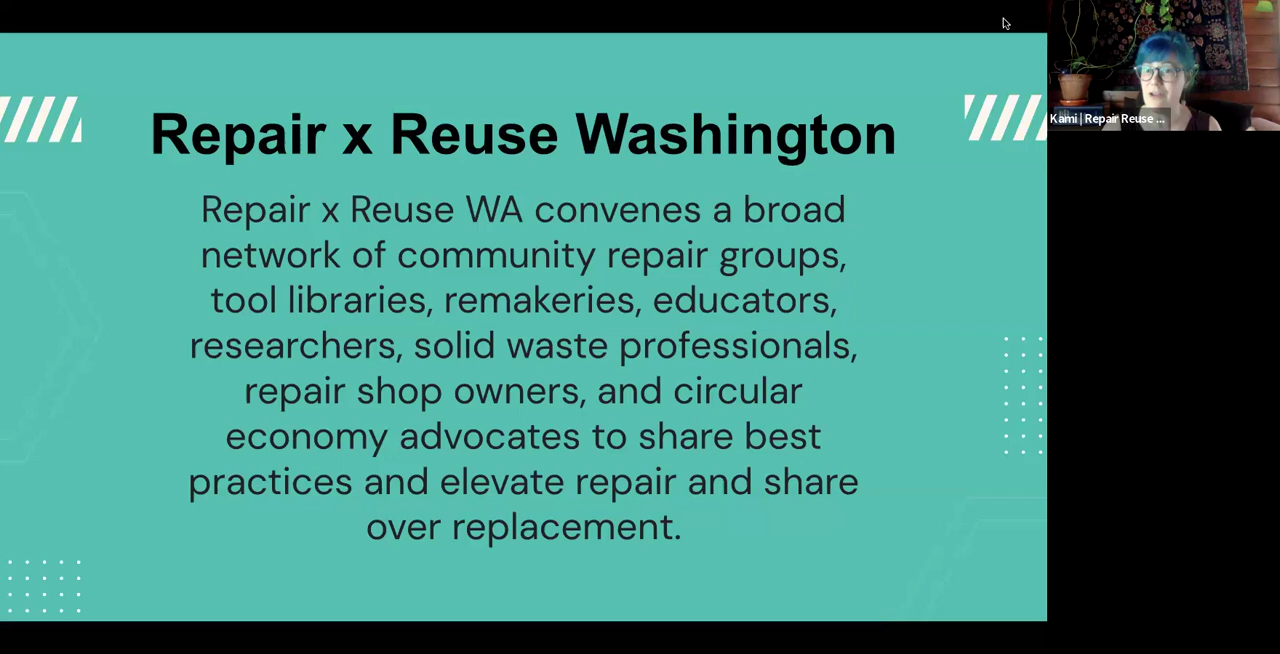 Repair x Reuse Washington
Repair x Reuse WA convenes a broad
network of community repair groups,
tool libraries, remakeries, educators,
researchers, solid waste professionals,
repair shop owners, and circular
economy advocates to share best
practices and elevate repair and share
over replacement.
Kami | Repair Reuse ...